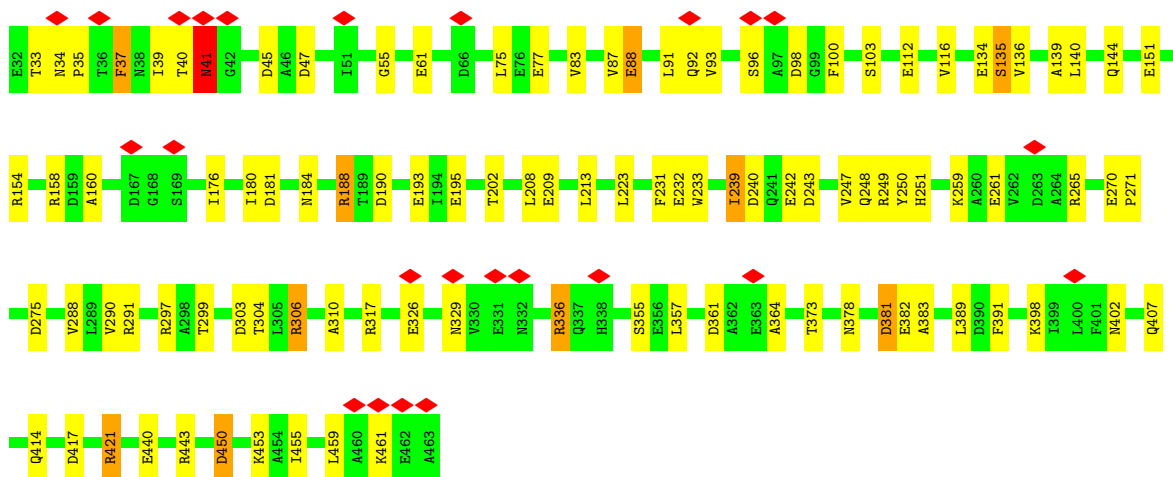 E32 T33 N34 P35 T36 F37 N38 I39 T40 N41 G42 D45 A46 D47 I51 G55 E61 D66 L75 E76 E77 V83 V87 E88 L91 Q92 V93 S96 A97 D98 G99 F100 S103 E112 V116 E134 S135 V136 A139 L140 Q144 E151
R154 R158 D159 A160 D167 G168 S169 I176 I180 D181 N184 R188 T189 D190 E193 I194 E195 T202 L208 E209 L213 L223 F231 E232 W233 I239 D240 Q241 E242 D243 V247 Q248 R249 Y250 H251 K259 A260 E261 V262 D263 A264 R265 E270 P271
D275 V288 L289 V290 R291 R297 A298 T299 D303 T304 L305 R306 A310 R317 E326 N329 V330 E331 N332 R336 Q337 H338 S355 E356 L357 D361 A362 E363 A364 T373 N378 D381 E382 A383 L389 D390 F391 K398 I399 L400 F401 N402 Q407
Q414 D417 R421 E440 R443 D450 K453 A454 I455 L459 A460 K461 E462 A463